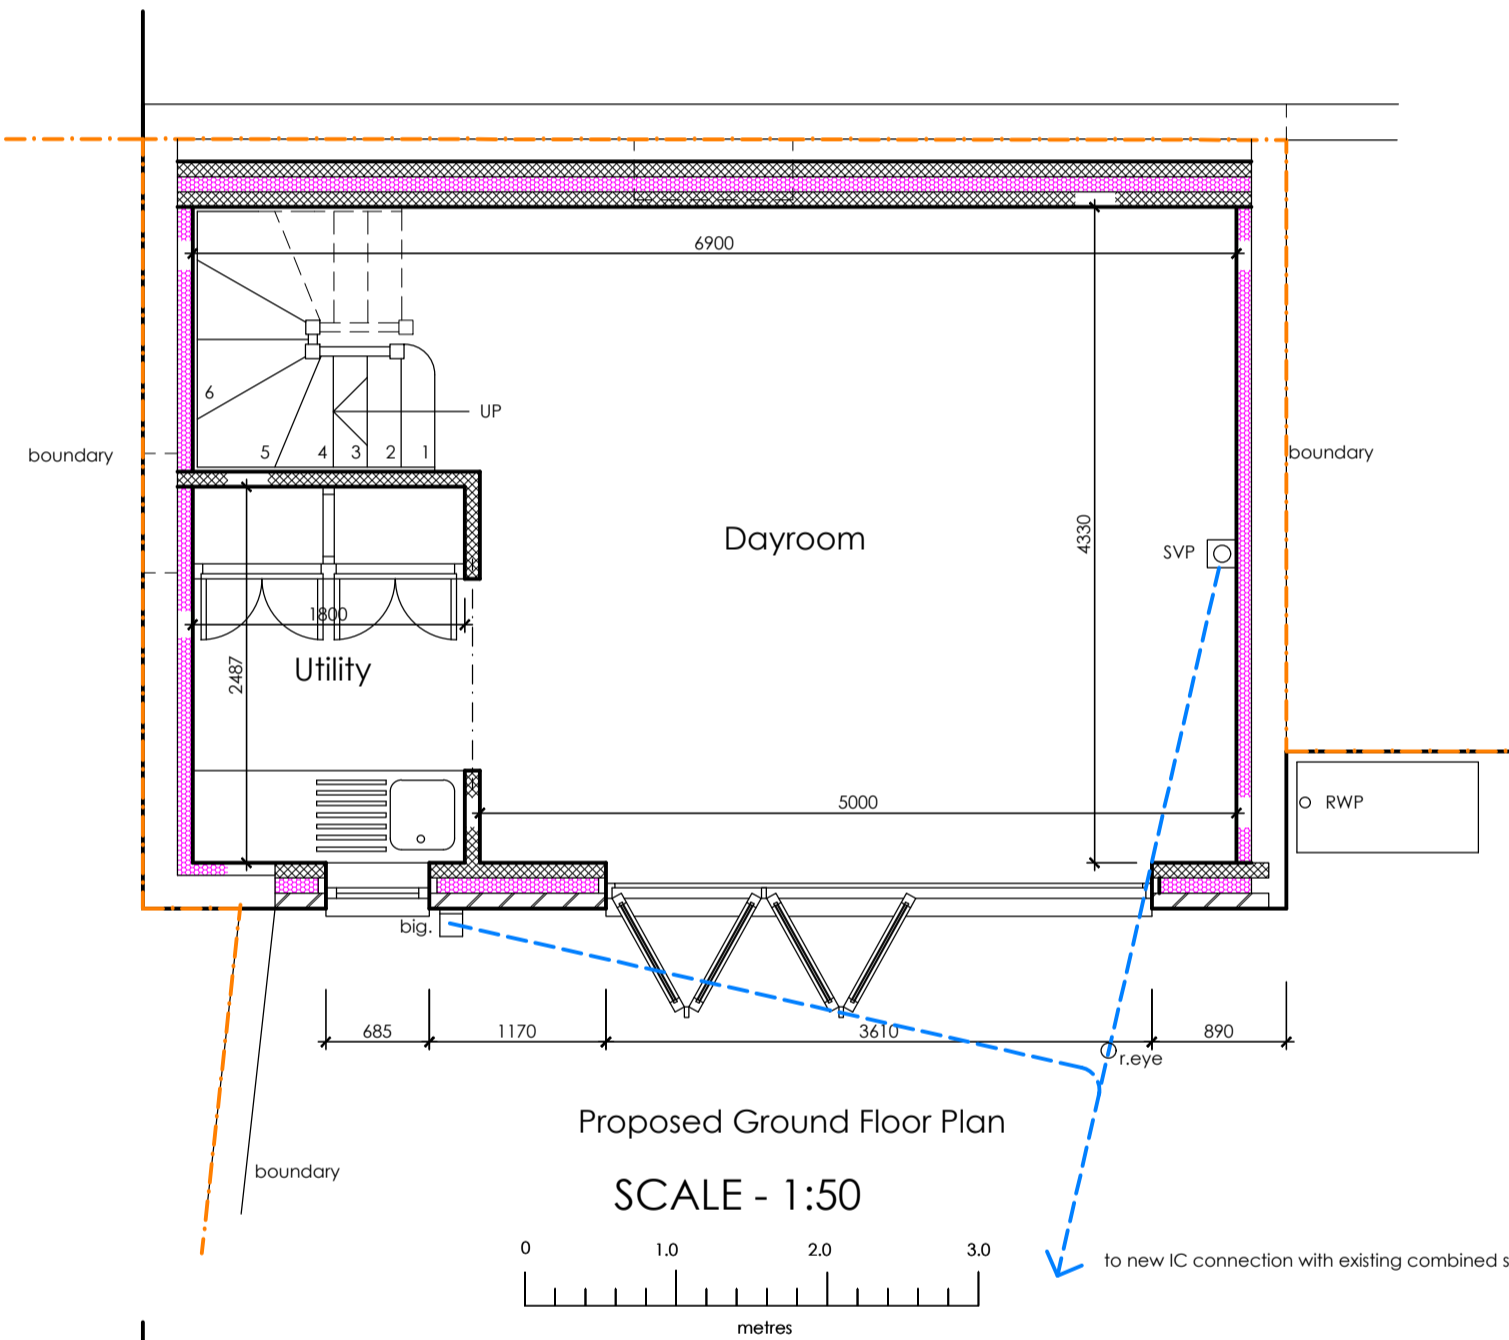 6900
6
UP
5 4 3 2 1
boundary
boundary
Dayroom
4330
SVP
1800
Utility
2487
5000
RWP
big.
685
1170
3610
890
r.eye
Proposed Ground Floor Plan
boundary
SCALE - 1:50
0 1.0 2.0 3.0
to new IC connection with existing combined s
metres